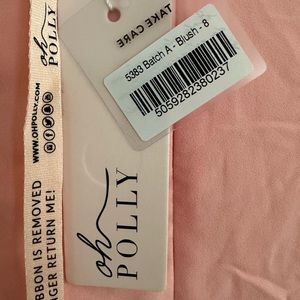 oh
POLLY
WWW.OHPOLLY.COM
BBON IS REMOVED
NGER RETURN ME!
TAKE CARE
5383 Batch A - Blush - 8
5059282380237
oh
POLLY